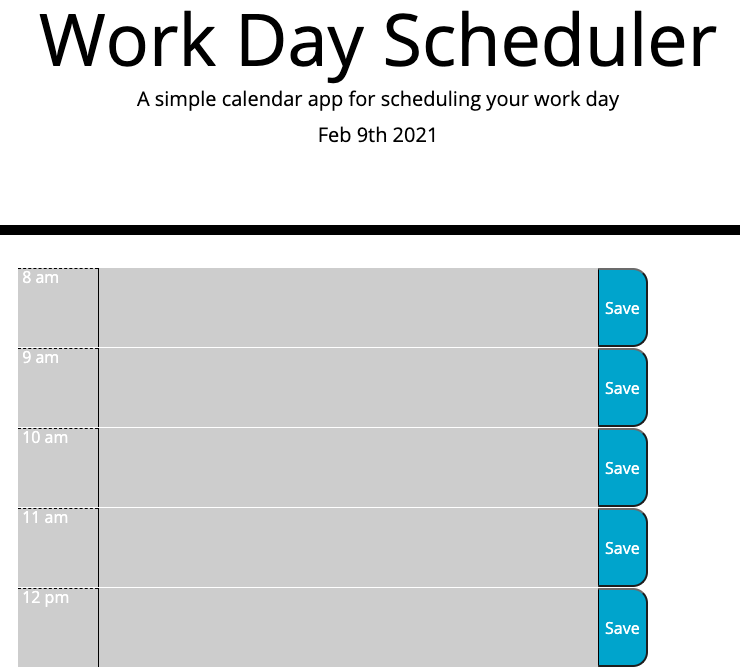 Work Day Scheduler
A simple calendar app for scheduling your work day
Feb 9th 2021
8 am
Save
9 am
Save
10 am
Save
11 am
Save
12 pm
Save